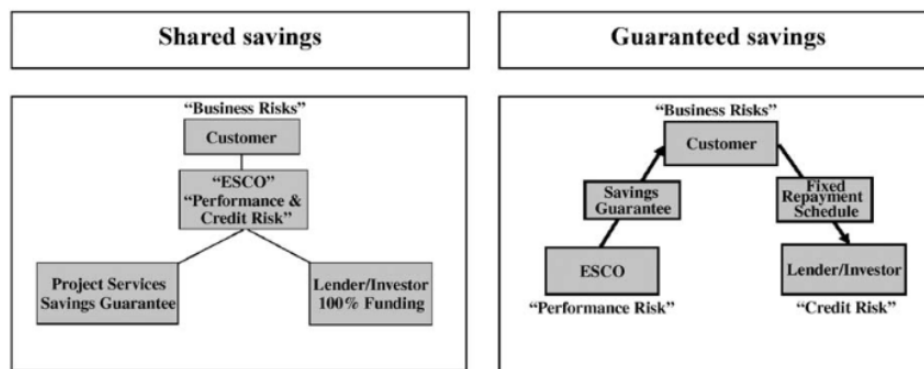 Shared savings
"Business Risks"
Customer
"ESCO"
"Performance &
Credit Risk"
Project Services
Savings Guarantee
Lender/Investor
100% Funding
Guaranteed savings
"Business Risks"
Customer
Savings
Guarantee
Fixed
Repayment
Schedule
ESCO
Lender/Investor
"Performance Risk"
"Credit Risk"